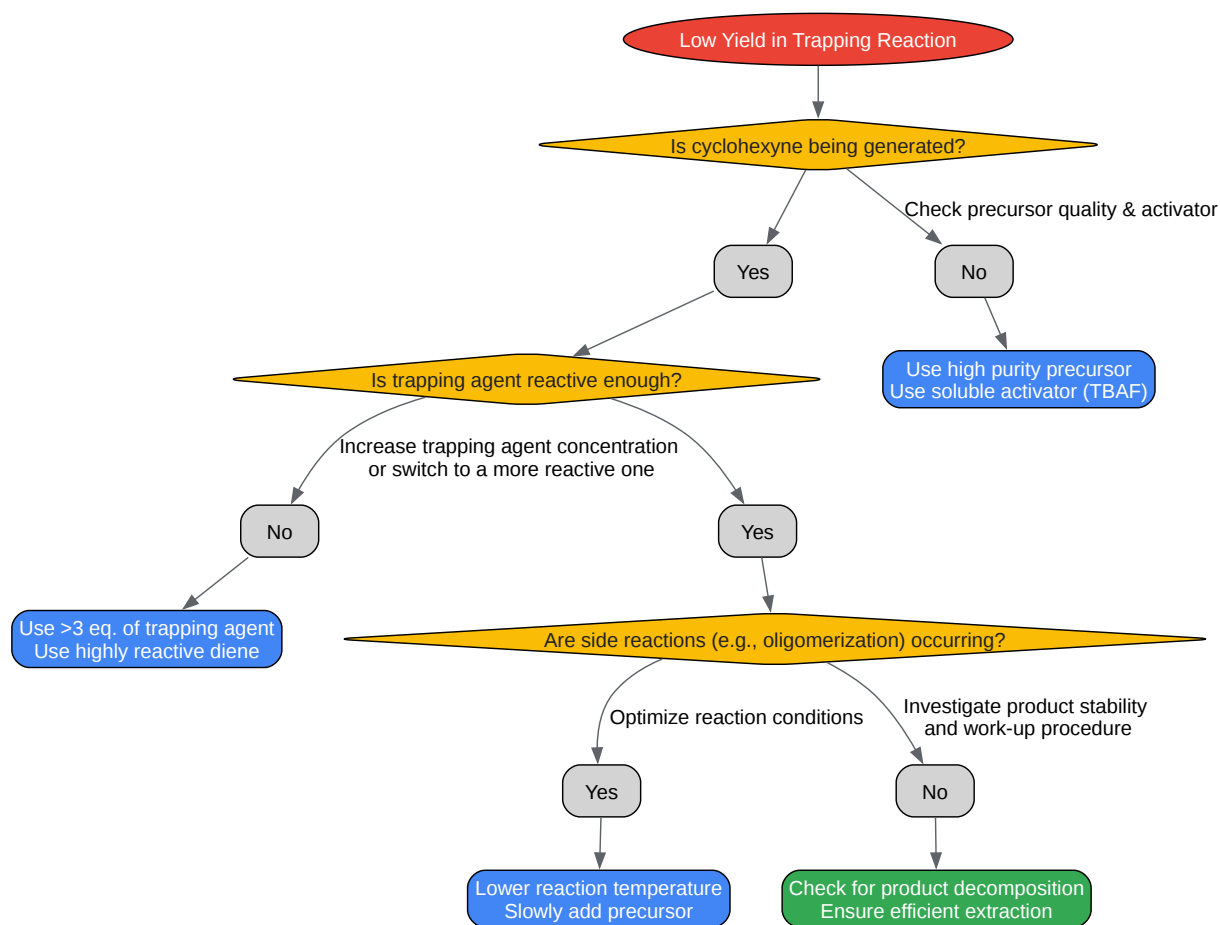 Low Yield in Trapping Reaction
Is cyclohexyne being generated?
Check precursor quality & activator
Yes
No
Use high purity precursor
Use soluble activator (TBAF)
Is trapping agent reactive enough?
Increase trapping agent concentration
or switch to a more reactive one
No
Yes
Use >3 eq. of trapping agent
Use highly reactive diene
Are side reactions (e.g., oligomerization) occurring?
Optimize reaction conditions
Investigate product stability
and work-up procedure
Yes
No
Lower reaction temperature
Slowly add precursor
Check for product decomposition
Ensure efficient extraction